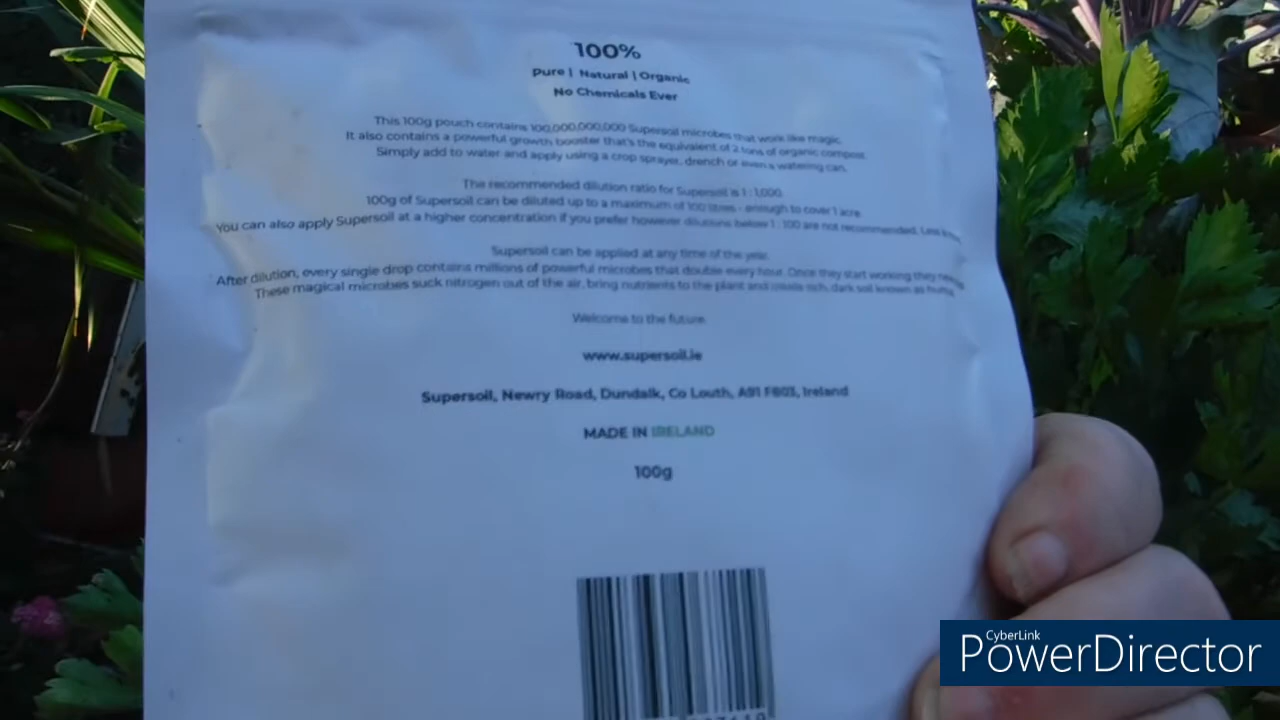 100%
Pure | Natural | Organic
No Chemicals Ever
This 100g pouch contains 100,000,000,000 Supersoil microbes that work like magic.
It also contains a powerful growth booster that's the equivalent of 2 tons of organic compost.
Simply add to water and apply using a crop sprayer, drench or even a watering can.
The recommended dilution ratio for Supersoil is 1 : 1,000.
100g of Supersoil can be diluted up to a maximum of 100 litres - enough to cover 1 acre.
You can also apply Supersoil at a higher concentration if you prefer however dilutions below 1 : 100 are not recommended. Less
Supersoil can be applied at any time of the year.
After dilution, every single drop contains millions of powerful microbes that double every hour. Once they start working they
These magical microbes suck nitrogen out of the air, bring nutrients to the plant and create rich, dark soil known as
Welcome to the future.
www.supersoil.ie
Supersoil, Newry Road, Dundalk, Co Louth, A91 F803, Ireland
MADE IN IRELAND
100g
CyberLink
PowerDirector